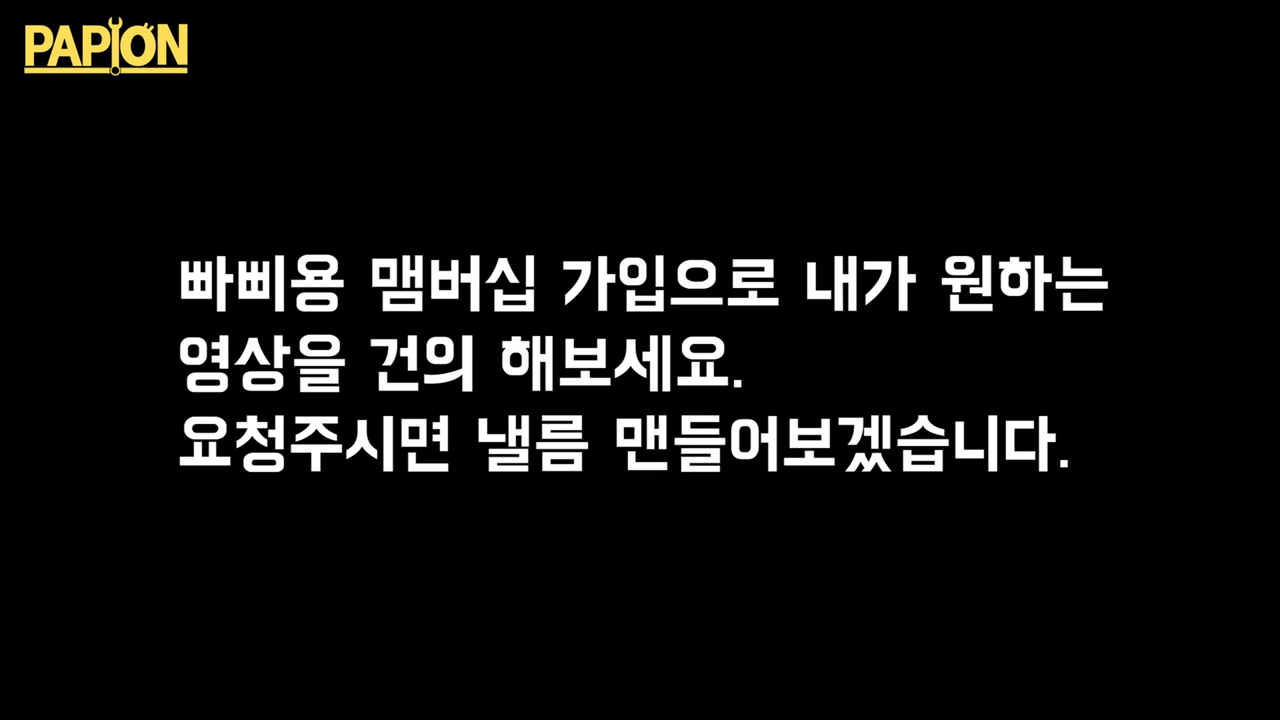 PAPION
빠삐용 맴버십 가입으로 내가 원하는
영상을 건의 해보세요.
요청주시면 낼름 맨들어보겠습니다.